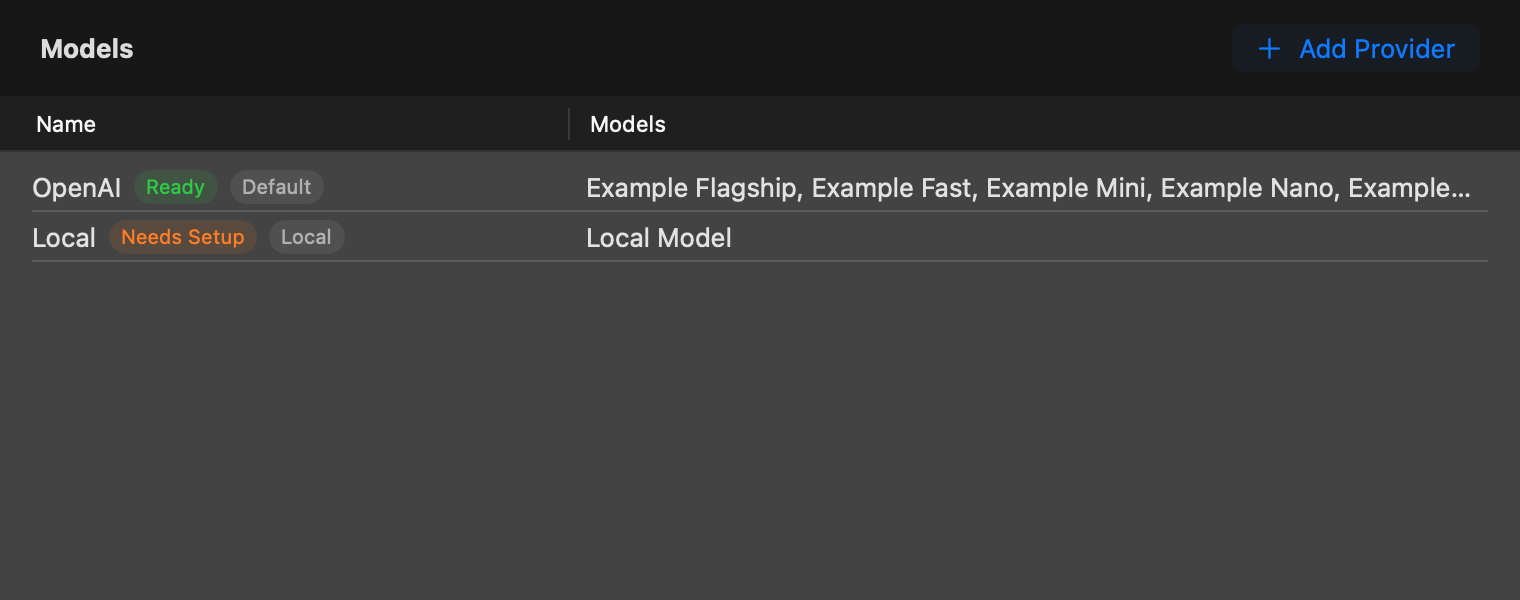 Models
+ Add Provider
Name Models
OpenAI Ready Default Example Flagship, Example Fast, Example Mini, Example Nano, Example...
Local Needs Setup Local Local Model